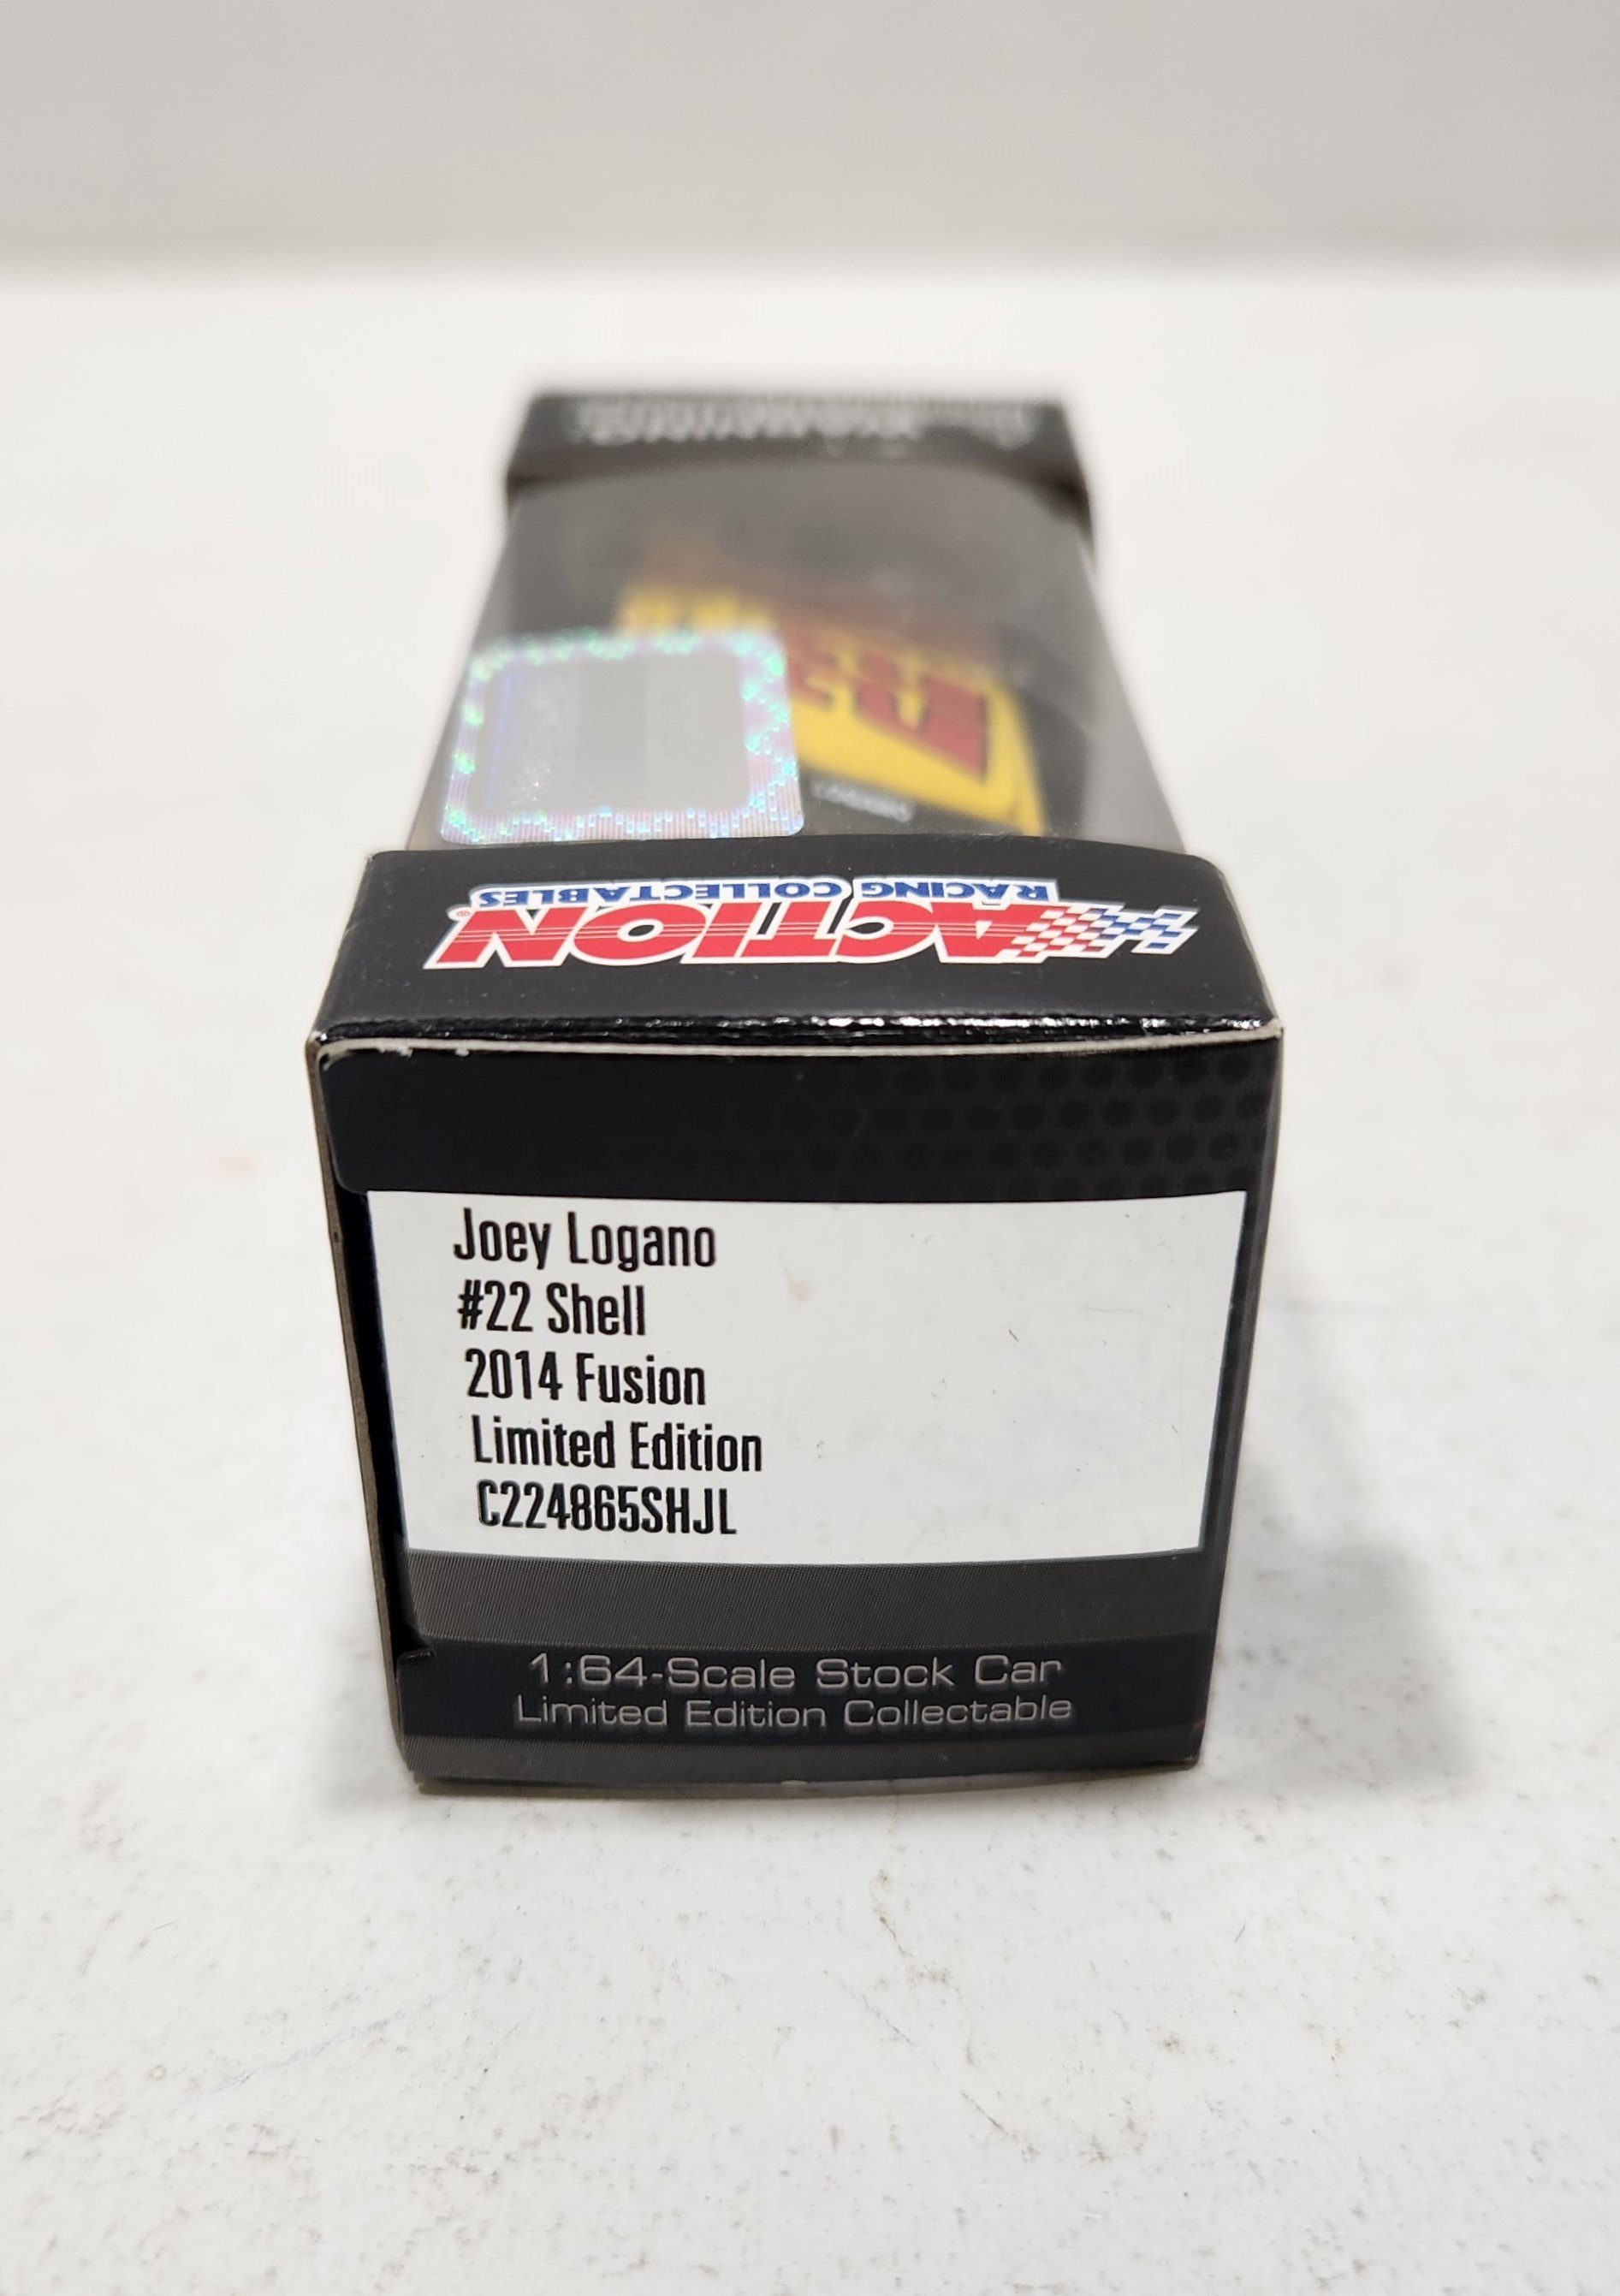 WARNING
ACTION®
RACING COLLECTABLES
Joey Logano
#22 Shell
2014 Fusion
Limited Edition
C224865SHJL
1:64-Scale Stock Car
Limited Edition Collectable